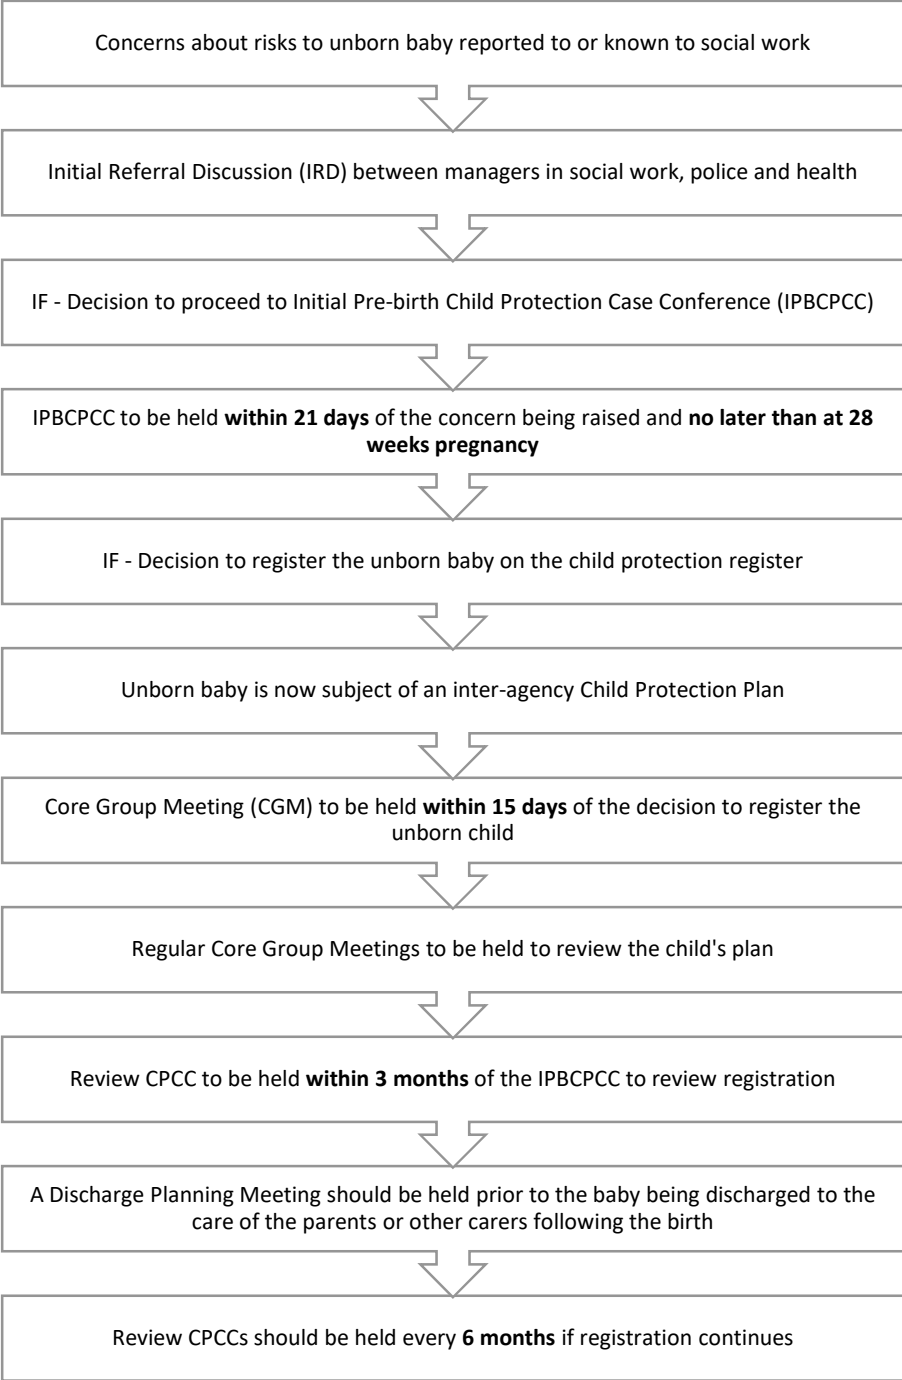 Concerns about risks to unborn baby reported to or known to social work
Initial Referral Discussion (IRD) between managers in social work, police and health
IF - Decision to proceed to Initial Pre-birth Child Protection Case Conference (IPBCPCC)
IPBCPCC to be held within 21 days of the concern being raised and no later than at 28
weeks pregnancy
IF - Decision to register the unborn baby on the child protection register
Unborn baby is now subject of an inter-agency Child Protection Plan
Core Group Meeting (CGM) to be held within 15 days of the decision to register the
unborn child
Regular Core Group Meetings to be held to review the child's plan
Review CPCC to be held within 3 months of the IPBCPCC to review registration
A Discharge Planning Meeting should be held prior to the baby being discharged to the
care of the parents or other carers following the birth
Review CPCCs should be held every 6 months if registration continues